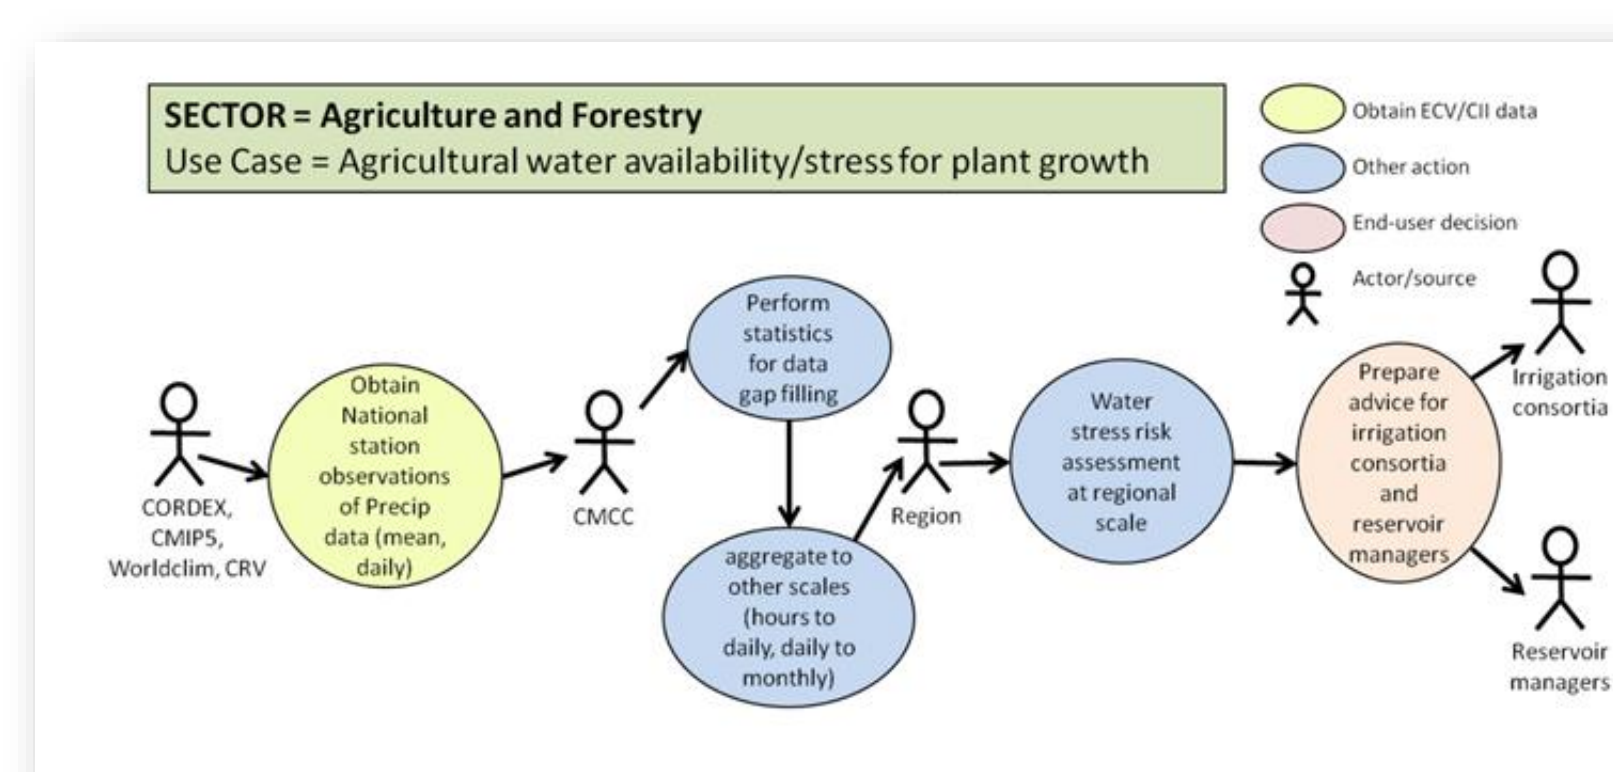 SECTOR = Agriculture and Forestry
Use Case = Agricultural water availability/stress for plant growth
Obtain ECV/CII data
Other action
End-user decision
Actor/source
CORDEX,
CMIP5,
Worldclim, CRV
Obtain
National
station
observations
of Precip
data (mean,
daily)
CMCC
Perform
statistics
for data
gap filling
aggregate to
other scales
(hours to
daily, daily to
monthly)
Region
Water
stress risk
assessment
at regional
scale
Prepare
advice for
irrigation
consortia
and
reservoir
managers
Irrigation
consortia
Reservoir
managers